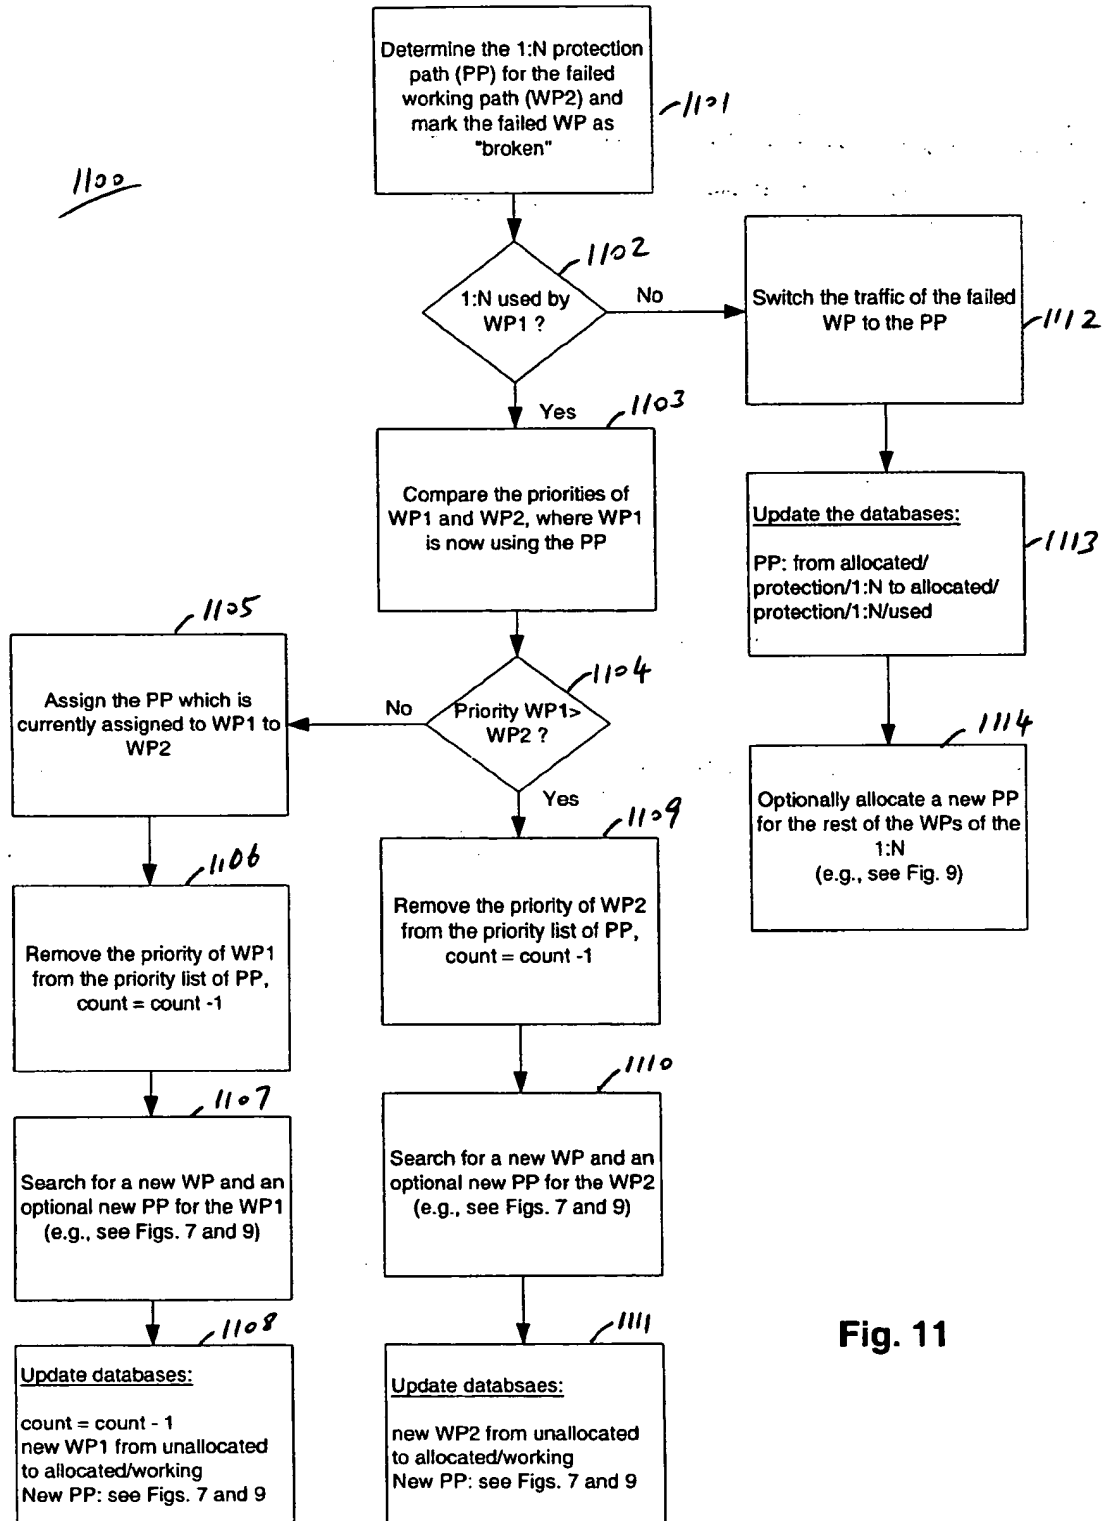 Determine the 1:N protection
path (PP) for the failed
working path (WP2) and
mark the failed WP as
"broken"
1101
1100
1102
1:N used by
WP1 ?
No
Yes
Switch the traffic of the failed
WP to the PP
1112
1103
Compare the priorities of
WP1 and WP2, where WP1
is now using the PP
Update the databases:
PP: from allocated/
protection/1:N to allocated/
protection/1:N/used
1113
1105
Assign the PP which is
currently assigned to WP1 to
WP2
No
1104
Priority WP1>
WP2 ?
Yes
1114
Optionally allocate a new PP
for the rest of the WPs of the
1:N
(e.g., see Fig. 9)
1106
Remove the priority of WP1
from the priority list of PP,
count = count -1
1109
Remove the priority of WP2
from the priority list of PP,
count = count -1
1107
Search for a new WP and an
optional new PP for the WP1
(e.g., see Figs. 7 and 9)
1110
Search for a new WP and an
optional new PP for the WP2
(e.g., see Figs. 7 and 9)
1108
Update databases:
count = count - 1
new WP1 from unallocated
to allocated/working
New PP: see Figs. 7 and 9
1111
Update databsaes:
new WP2 from unallocated
to allocated/working
New PP: see Figs. 7 and 9
Fig. 11